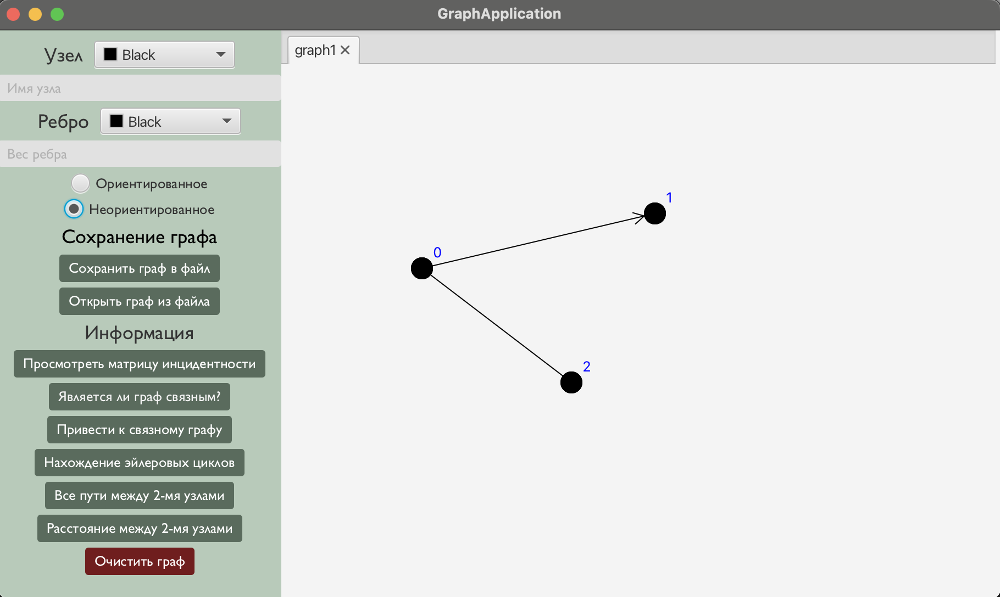 GraphApplication
Узел
Black
graph1
Имя узла
Ребро
Black
Вес ребра
Ориентированное
Неориентированное
Сохранение графа
Сохранить граф в файл
Открыть граф из файла
Информация
Просмотреть матрицу инцидентности
Является ли граф связным?
Привести к связному графу
Нахождение эйлеровых циклов
Все пути между 2-мя узлами
Расстояние между 2-мя узлами
Очистить граф
1
0
2